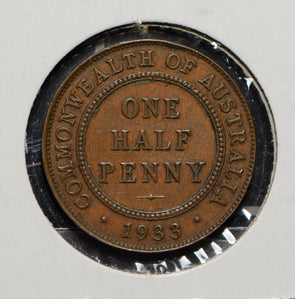 COMMONWEALTH OF AUSTRALIA
ONE
HALF
PENNY
· 1933 ·